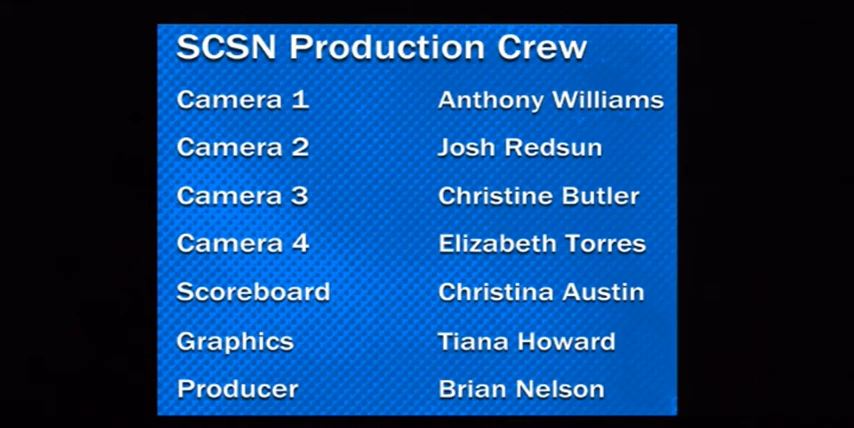 SCSN Production Crew
Camera 1 Anthony Williams
Camera 2 Josh Redsun
Camera 3 Christine Butler
Camera 4 Elizabeth Torres
Scoreboard Christina Austin
Graphics Tiana Howard
Producer Brian Nelson